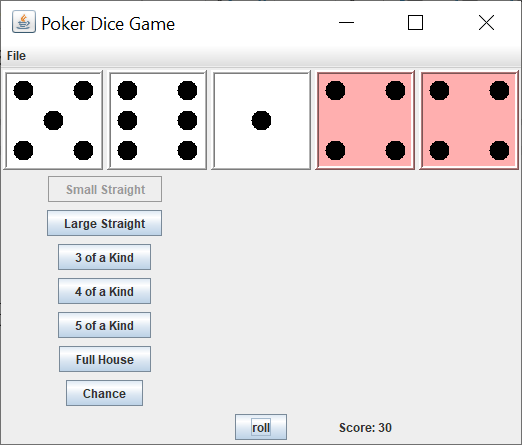 Poker Dice Game
File
Small Straight
Large Straight
3 of a Kind
4 of a Kind
5 of a Kind
Full House
Chance
roll Score: 30